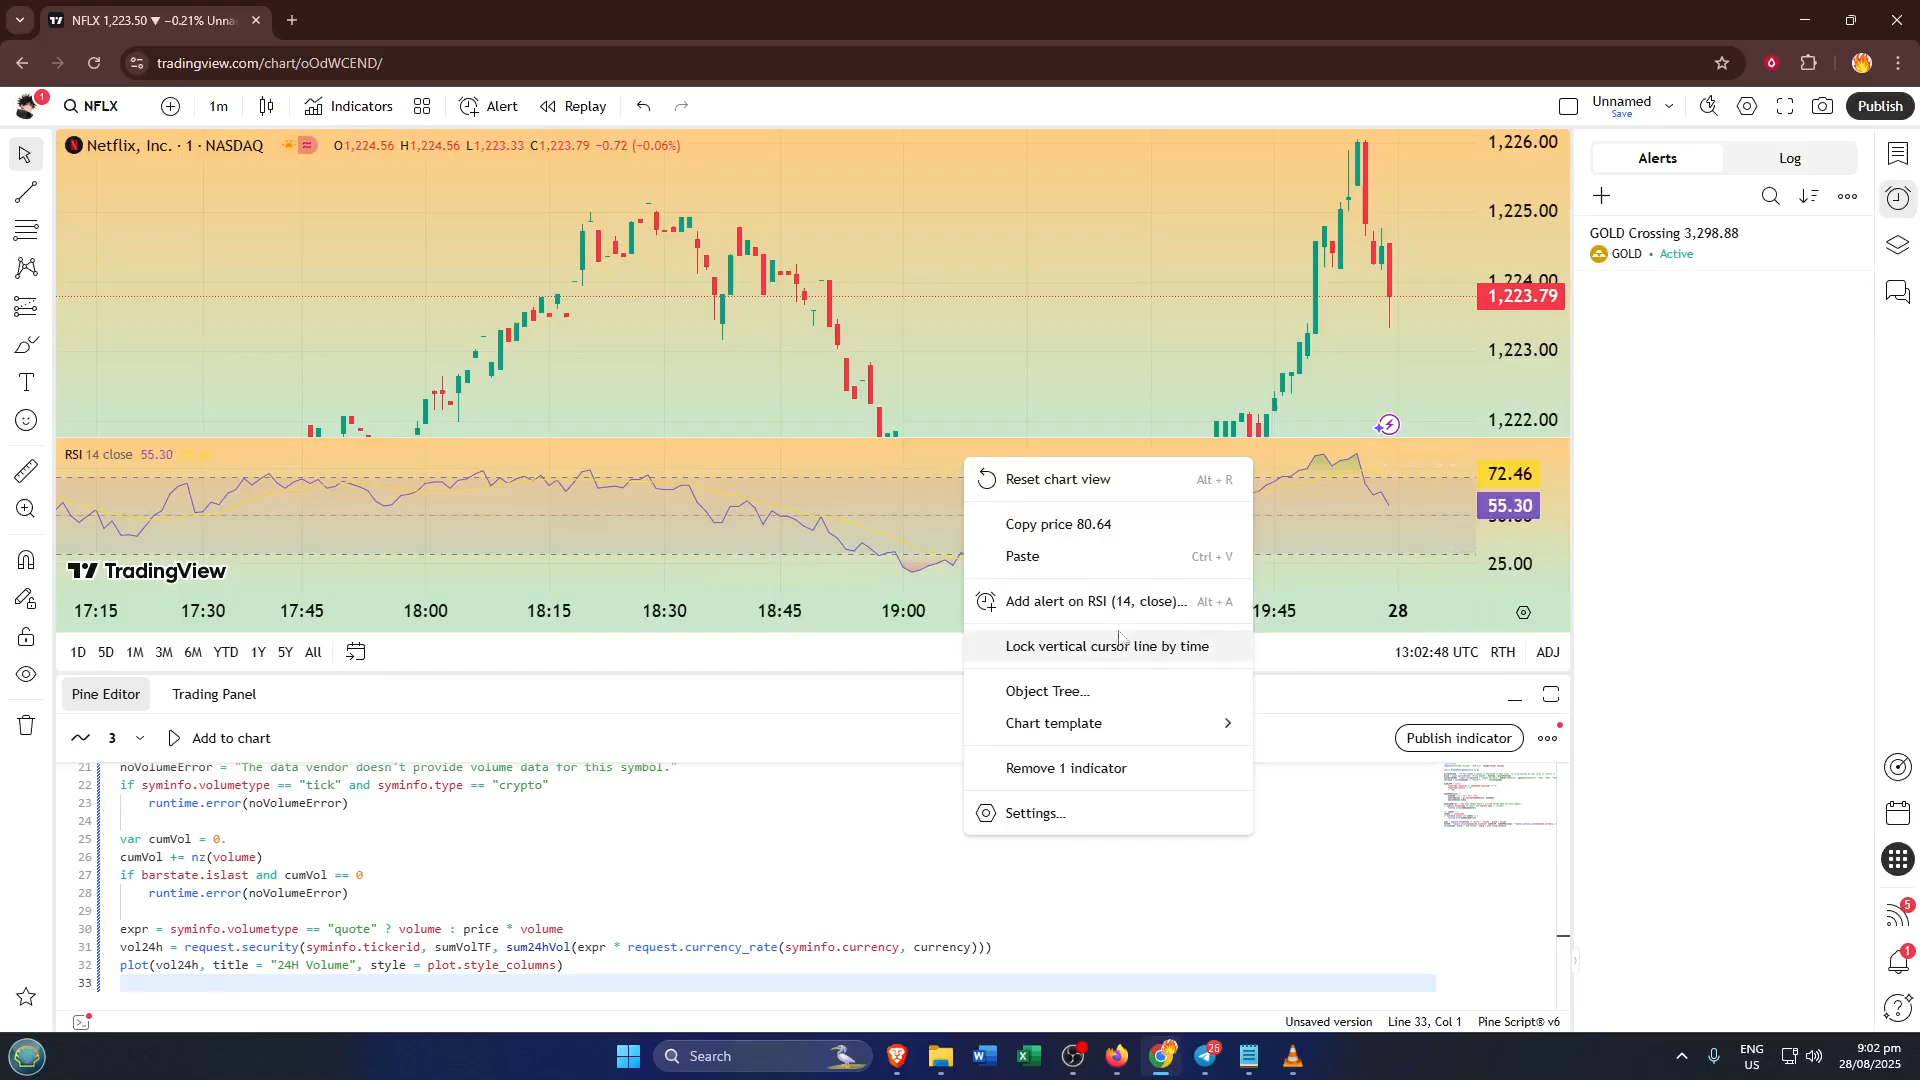 NFLX 1,223.50 ▼ −0.21% Unna
tradingview.com/chart/oOdWCEND/
1
NFLX
1m
Indicators
Alert
Replay
Unnamed
Save
Publish
Netflix, Inc. · 1 · NASDAQ
O1,224.56 H1,224.56 L1,223.33 C1,223.79 −0.72 (−0.06%)
1,226.00
1,225.00
1,224.00
1,223.79
1,223.00
1,222.00
Alerts
Log
GOLD Crossing 3,298.88
GOLD • Active
RSI 14 close 55.30
72.46
55.30
25.00
TradingView
17:15
17:30
17:45
18:00
18:15
18:30
18:45
19:00
19:45
28
Reset chart view Alt + R
Copy price 80.64
Paste Ctrl + V
Add alert on RSI (14, close)... Alt + A
Lock vertical cursor line by time
Object Tree...
Chart template
Remove 1 indicator
Settings...
1D 5D 1M 3M 6M YTD 1Y 5Y All
13:02:48 UTC RTH ADJ
Pine Editor
Trading Panel
3
Add to chart
Publish indicator
21 noVolumeError = "The data vendor doesn't provide volume data for this symbol."
22 if syminfo.volumetype == "tick" and syminfo.type == "crypto"
23 runtime.error(noVolumeError)
24
25 var cumVol = 0.
26 cumVol += nz(volume)
27 if barstate.islast and cumVol == 0
28 runtime.error(noVolumeError)
29
30 expr = syminfo.volumetype == "quote" ? volume : price * volume
31 vol24h = request.security(syminfo.tickerid, sumVolTF, sum24hVol(expr * request.currency_rate(syminfo.currency, currency)))
32 plot(vol24h, title = "24H Volume", style = plot.style_columns)
33
Unsaved version
Line 33, Col 1
Pine Script® v6
5
1
Search
26
ENG
US
9:02 pm
28/08/2025